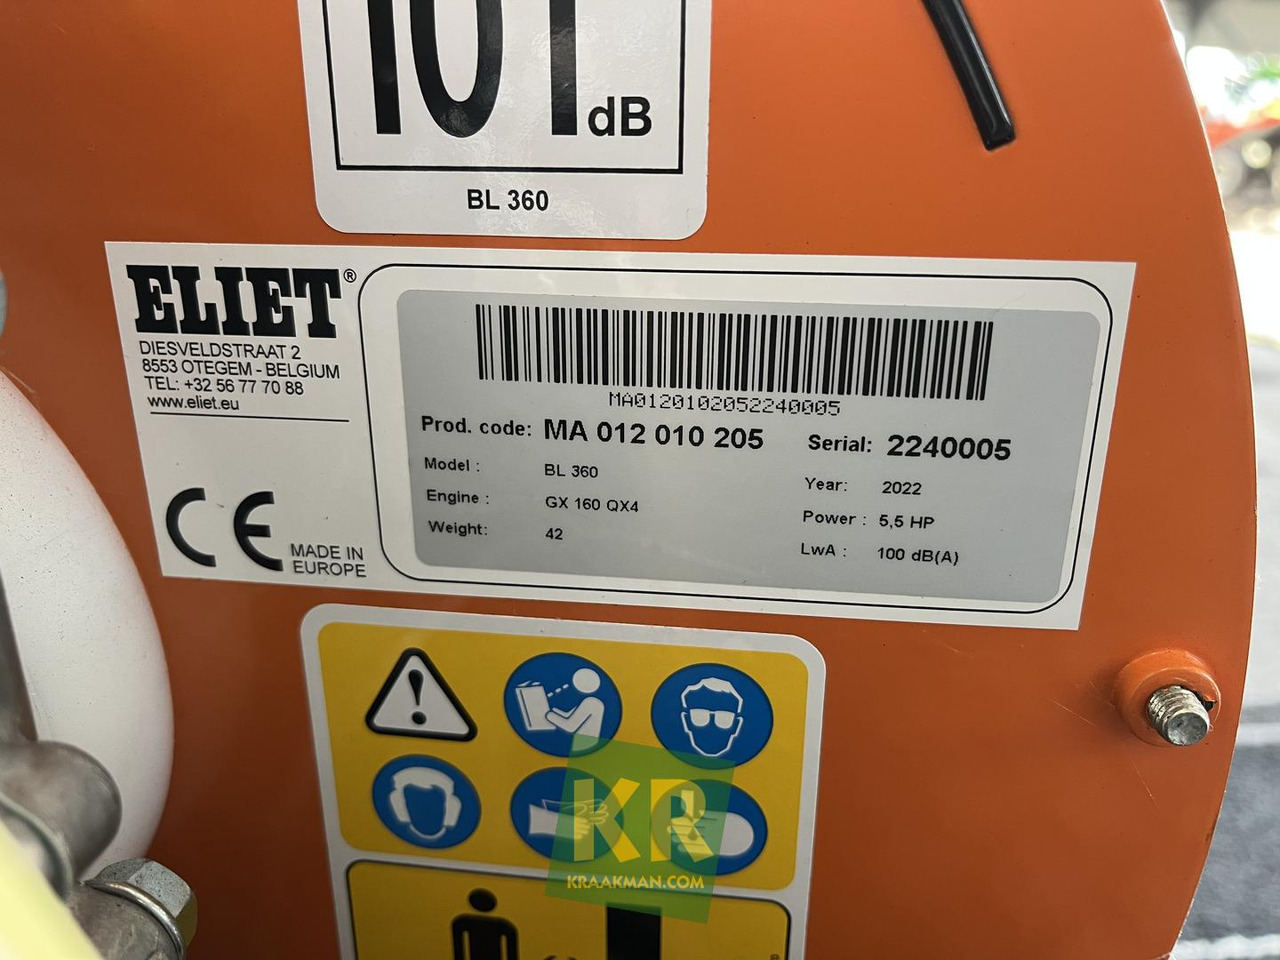 101 dB
BL 360
ELIET®
DIESVELDSTRAAT 2
8553 OTEGEM - BELGIUM
TEL: +32 56 77 70 88
www.eliet.eu
CE MADE IN
EUROPE
MA0120102052240005
Prod. code: MA 012 010 205 Serial: 2240005
Model : BL 360 Year: 2022
Engine : GX 160 QX4 Power : 5,5 HP
Weight: 42 LwA : 100 dB(A)
KR
KRAAKMAN.COM